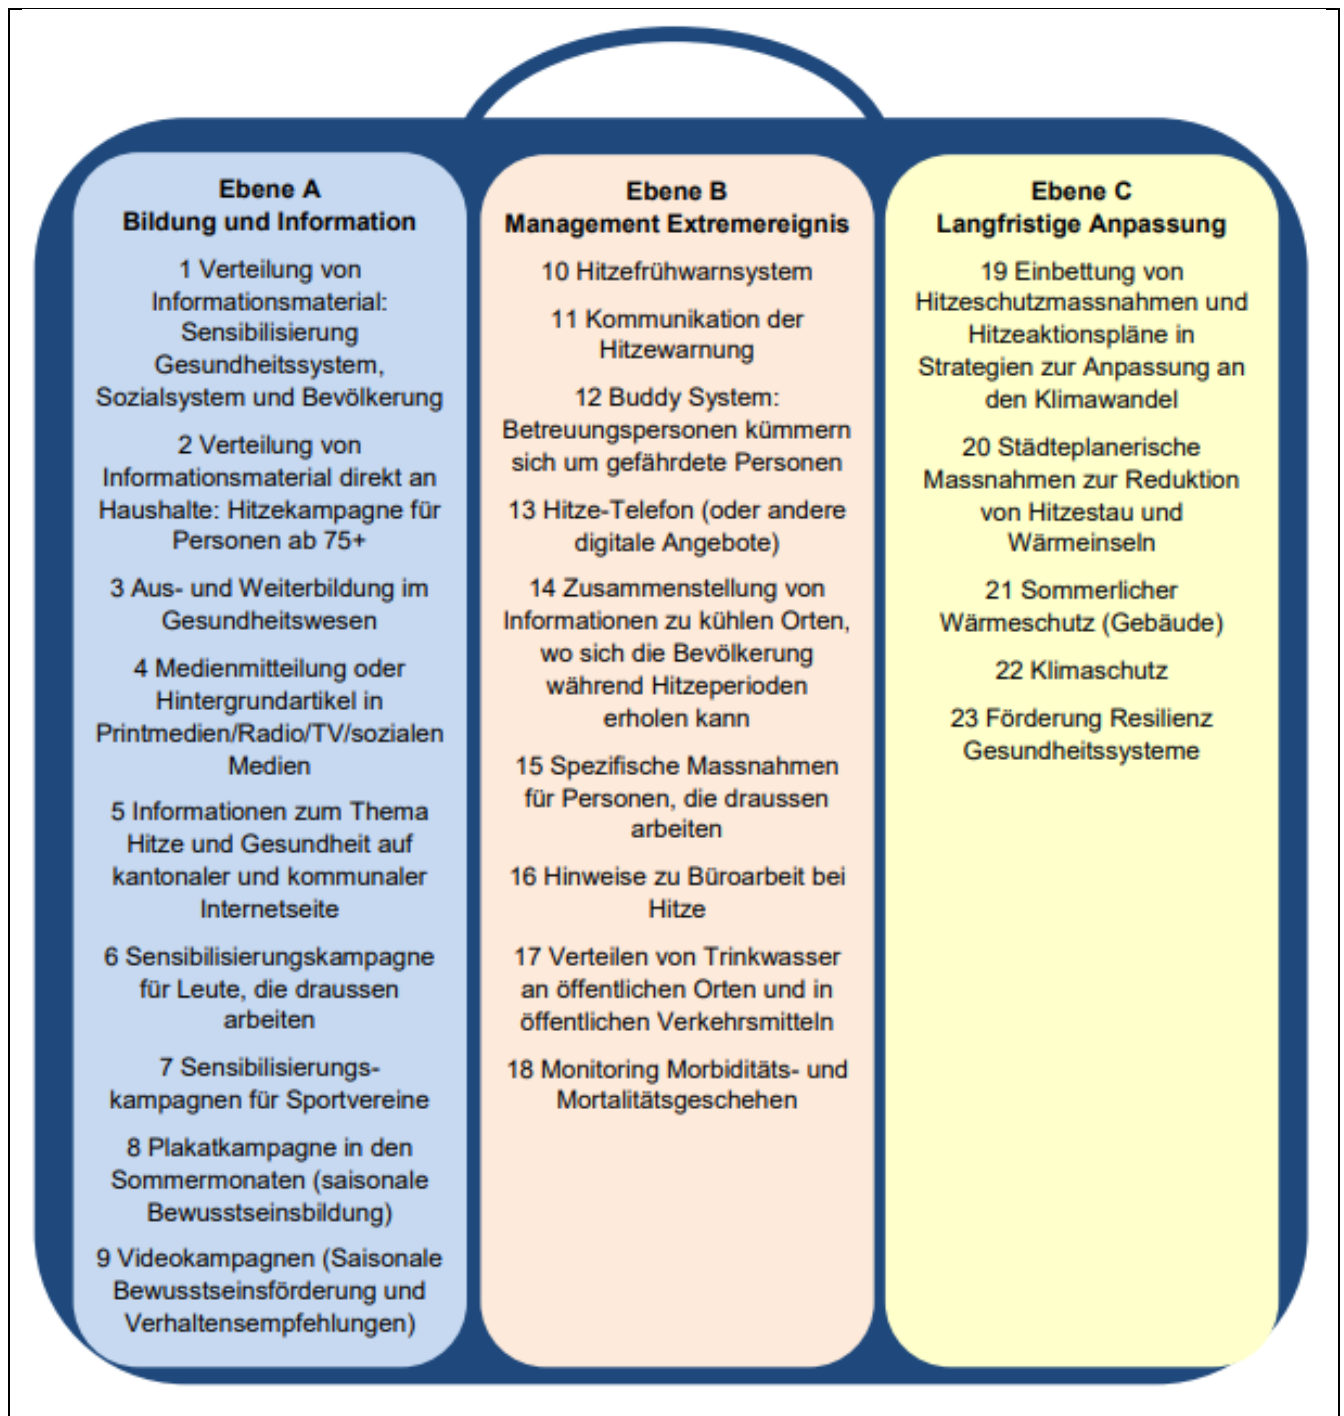 Ebene A
Bildung und Information
1 Verteilung von
Informationsmaterial:
Sensibilisierung
Gesundheitssystem,
Sozialsystem und Bevölkerung
2 Verteilung von
Informationsmaterial direkt an
Haushalte: Hitzekampagne für
Personen ab 75+
3 Aus- und Weiterbildung im
Gesundheitswesen
4 Medienmitteilung oder
Hintergrundartikel in
Printmedien/Radio/TV/sozialen
Medien
5 Informationen zum Thema
Hitze und Gesundheit auf
kantonaler und kommunaler
Internetseite
6 Sensibilisierungskampagne
für Leute, die draussen
arbeiten
7 Sensibilisierungs-
kampagnen für Sportvereine
8 Plakatkampagne in den
Sommermonaten (saisonale
Bewusstseinsbildung)
9 Videokampagnen (Saisonale
Bewusstseinsförderung und
Verhaltensempfehlungen)
Ebene B
Management Extremereignis
10 Hitzefrühwarnsystem
11 Kommunikation der
Hitzewarnung
12 Buddy System:
Betreuungspersonen kümmern
sich um gefährdete Personen
13 Hitze-Telefon (oder andere
digitale Angebote)
14 Zusammenstellung von
Informationen zu kühlen Orten,
wo sich die Bevölkerung
während Hitzeperioden
erholen kann
15 Spezifische Massnahmen
für Personen, die draussen
arbeiten
16 Hinweise zu Büroarbeit bei
Hitze
17 Verteilen von Trinkwasser
an öffentlichen Orten und in
öffentlichen Verkehrsmitteln
18 Monitoring Morbiditäts- und
Mortalitätsgeschehen
Ebene C
Langfristige Anpassung
19 Einbettung von
Hitzeschutzmassnahmen und
Hitzeaktionspläne in
Strategien zur Anpassung an
den Klimawandel
20 Städteplanerische
Massnahmen zur Reduktion
von Hitzestau und
Wärmeinseln
21 Sommerlicher
Wärmeschutz (Gebäude)
22 Klimaschutz
23 Förderung Resilienz
Gesundheitssysteme